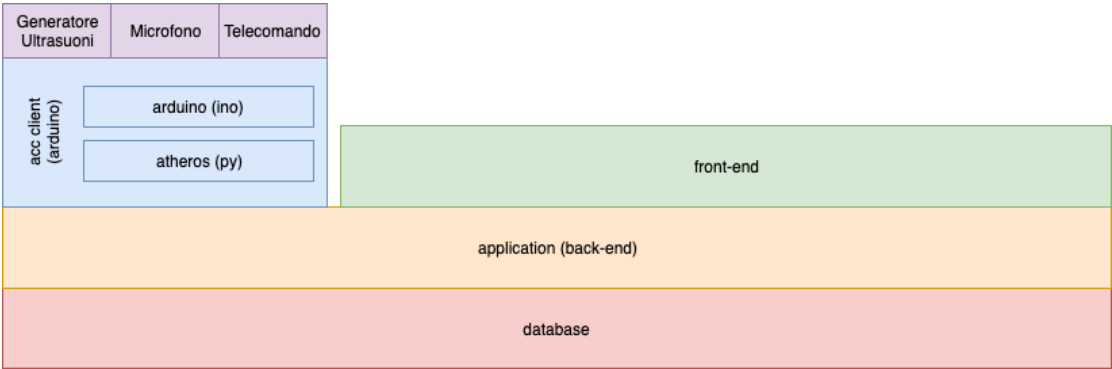 Generatore
Ultrasuoni
Microfono
Telecomando
acc client
(arduino)
arduino (ino)
atheros (py)
front-end
application (back-end)
database